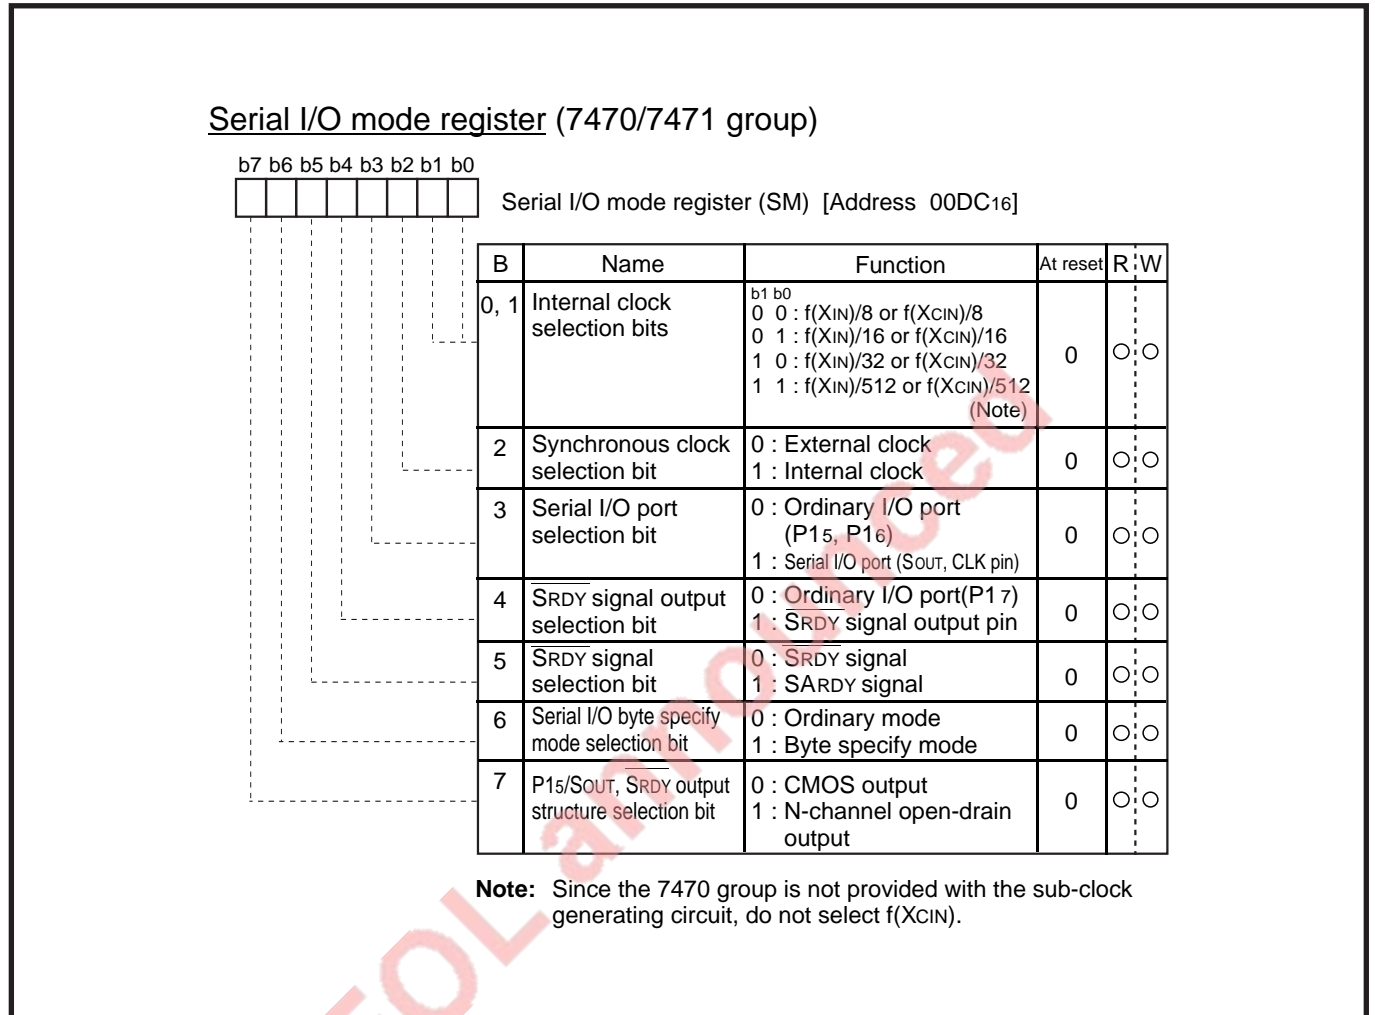 Serial I/O mode register (7470/7471 group)
b7 b6 b5 b4 b3 b2 b1 b0
Serial I/O mode register (SM) [Address 00DC16]
B Name Function At reset R W
0, 1 Internal clock selection bits
b1 b0
0 0 : f(XIN)/8 or f(XCIN)/8
0 1 : f(XIN)/16 or f(XCIN)/16
1 0 : f(XIN)/32 or f(XCIN)/32
1 1 : f(XIN)/512 or f(XCIN)/512
(Note)
0
2 Synchronous clock selection bit
0 : External clock
1 : Internal clock
0
3 Serial I/O port selection bit
0 : Ordinary I/O port
(P15, P16)
1 : Serial I/O port (SOUT, CLK pin)
0
4 SRDY signal output selection bit
0 : Ordinary I/O port(P17)
1 : SRDY signal output pin
0
5 SRDY signal selection bit
0 : SRDY signal
1 : SARDY signal
0
6 Serial I/O byte specify mode selection bit
0 : Ordinary mode
1 : Byte specify mode
0
7 P15/SOUT, SRDY output structure selection bit
0 : CMOS output
1 : N-channel open-drain
output
0
Note: Since the 7470 group is not provided with the sub-clock
generating circuit, do not select f(XCIN).
EOL announced